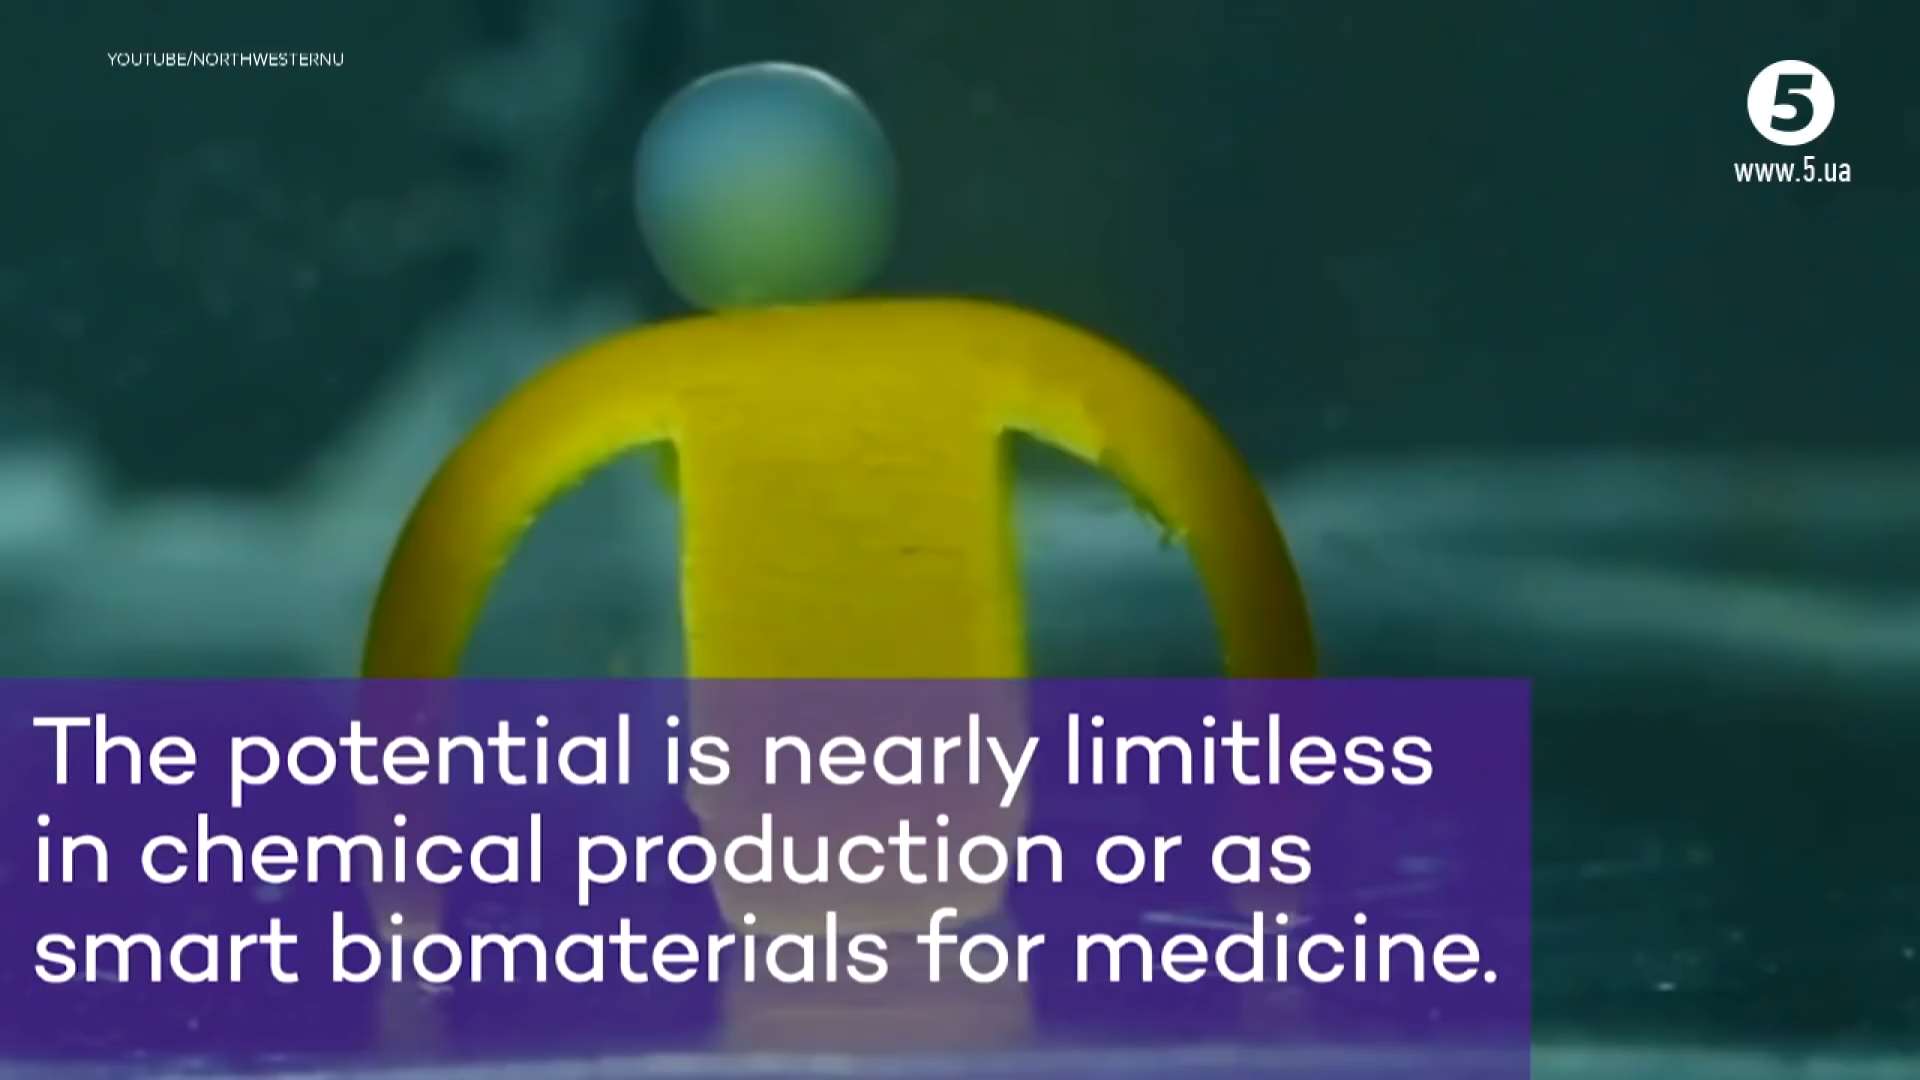 YOUTUBE/NORTHWESTERNU
5
www.5.ua
The potential is nearly limitless
in chemical production or as
smart biomaterials for medicine.